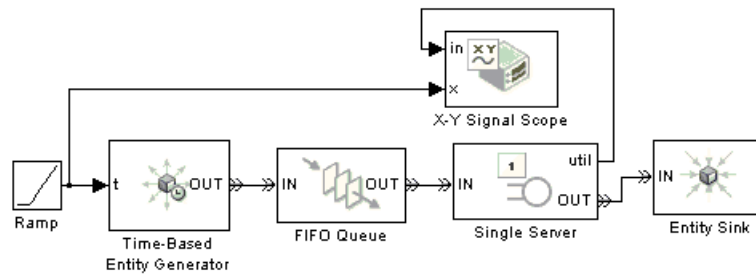 in
XY
x
util
X-Y Signal Scope
t
OUT
IN
OUT
IN
1
OUT
IN
Ramp
Time-Based
Entity Generator
FIFO Queue
Single Server
Entity Sink